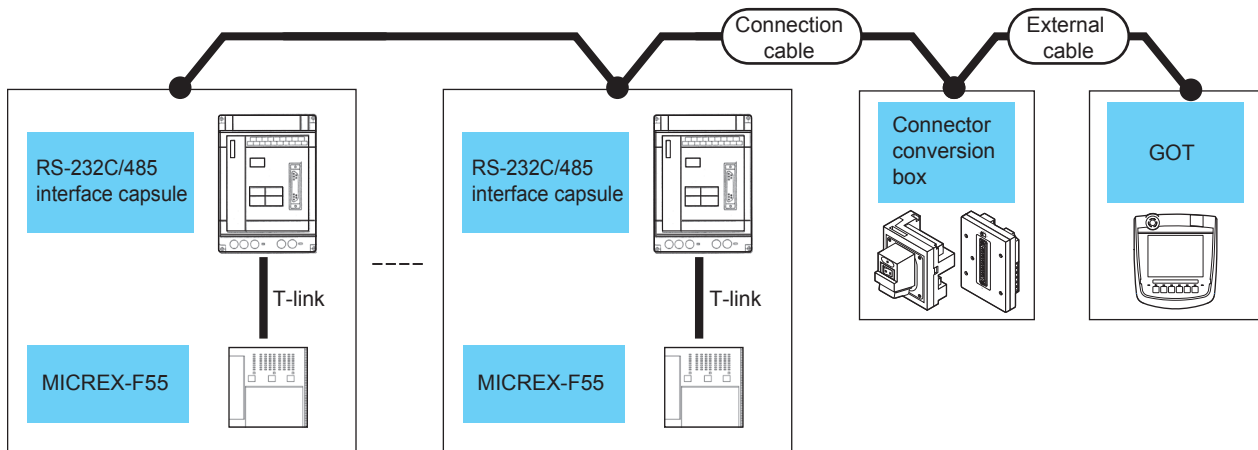 Connection
cable
External
cable
RS-232C/485
interface capsule
T-link
MICREX-F55
RS-232C/485
interface capsule
T-link
MICREX-F55
Connector
conversion
box
GOT